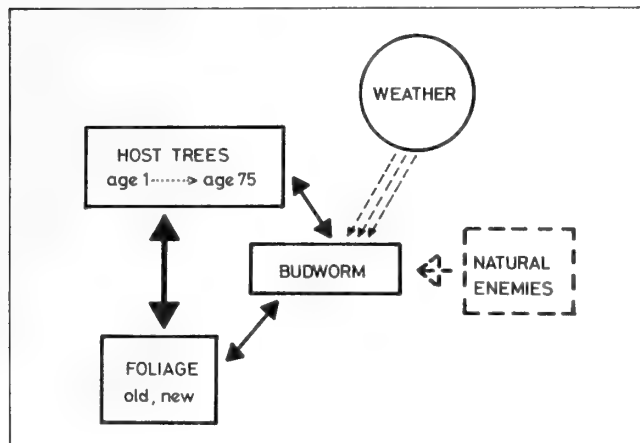 WEATHER
HOST TREES
age 1 ........> age 75
BUDWORM
NATURAL
ENEMIES
FOLIAGE
old, new